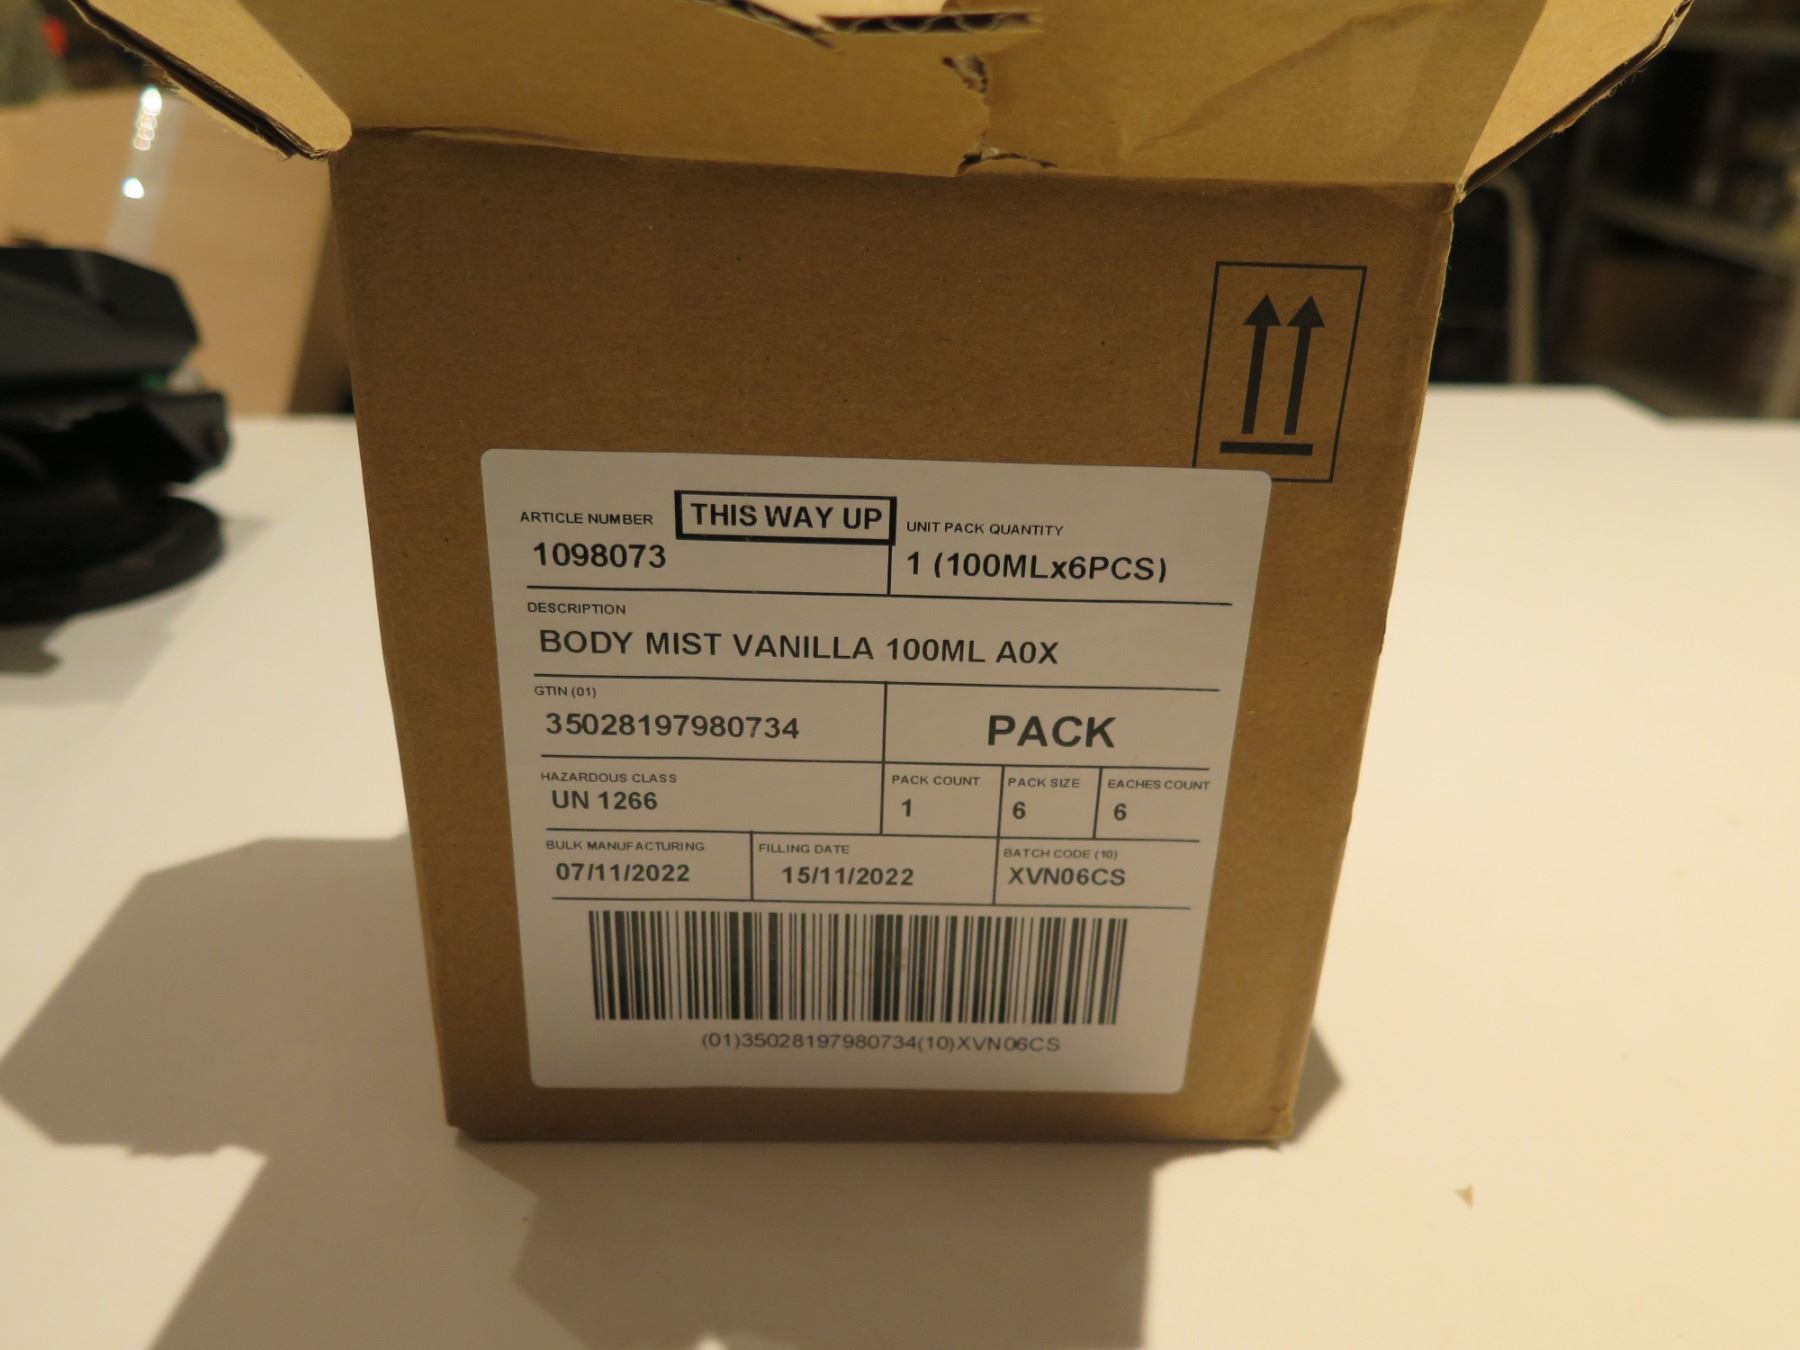 ARTICLE NUMBER
THIS WAY UP
UNIT PACK QUANTITY
1098073
1 (100MLx6PCS)
DESCRIPTION
BODY MIST VANILLA 100ML A0X
GTIN (01)
35028197980734
PACK
HAZARDOUS CLASS
UN 1266
PACK COUNT
1
PACK SIZE
6
EACHES COUNT
6
BULK MANUFACTURING
07/11/2022
FILLING DATE
15/11/2022
BATCH CODE (10)
XVN06CS
(01)35028197980734(10)XVN06CS